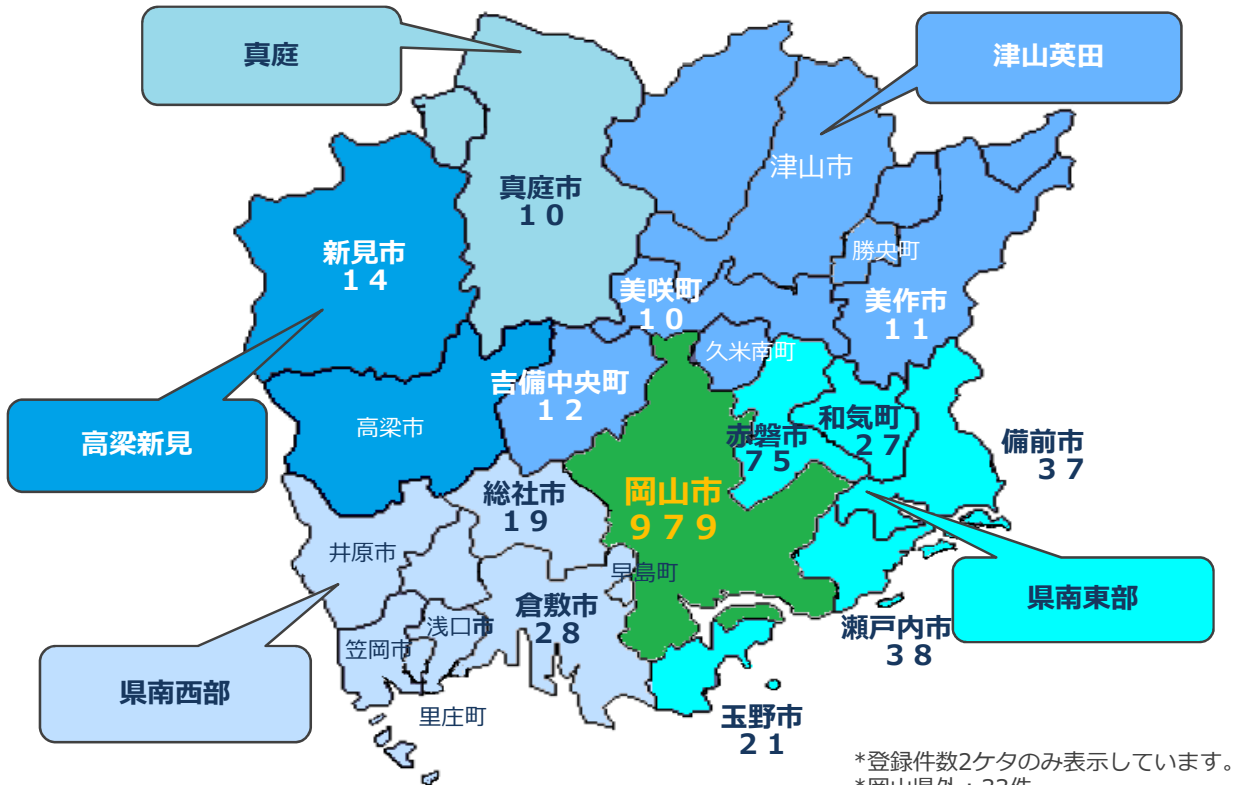 真庭
津山英田
津山市
真庭市
１０
新見市
１４
勝央町
美咲町
１０
美作市
１１
久米南町
吉備中央町
１２
高梁新見
高梁市
赤磐市
７５
和気町
２７
備前市
３７
総社市
１９
岡山市
９７９
井原市
早島町
県南東部
倉敷市
２８
浅口市
笠岡市
瀬戸内市
３８
県南西部
里庄町
玉野市
２１
*登録件数2ケタのみ表示しています。